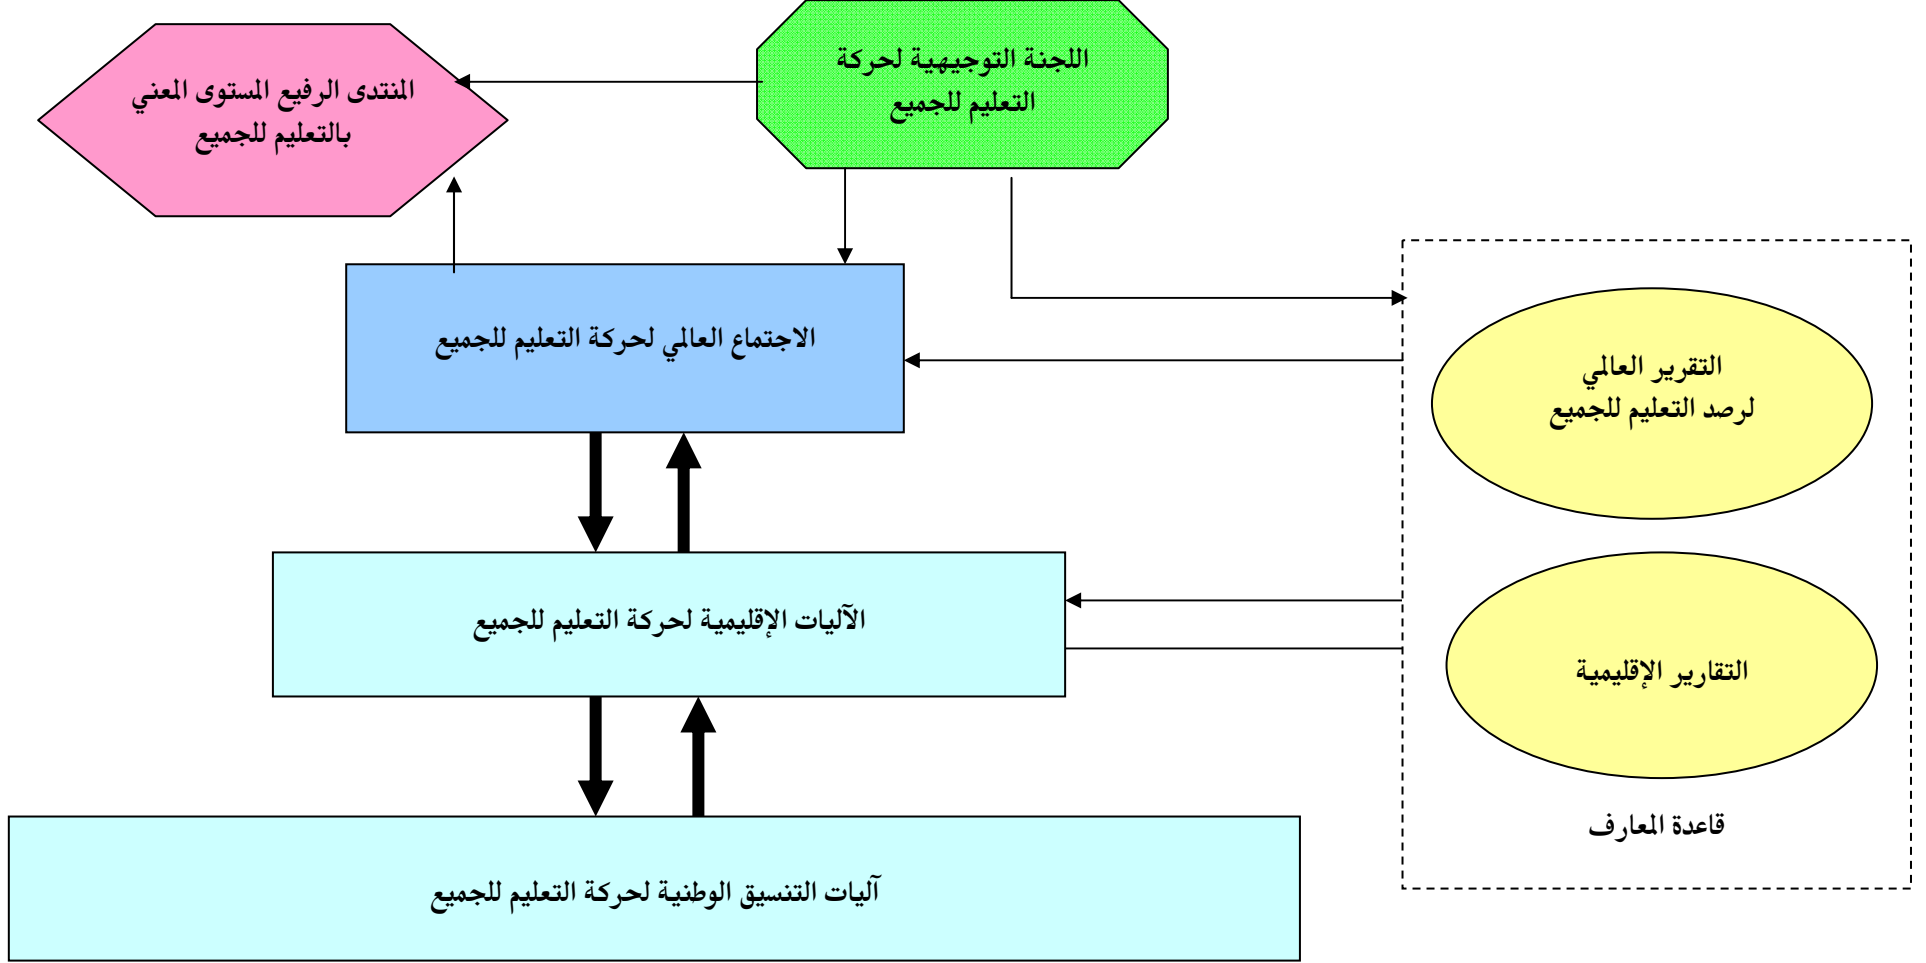 اللجنة التوجيهية لحركة
التعليم للجميع
المنتدى الرفيع المستوى المعني
بالتعليم للجميع
الاجتماع العالمي لحركة التعليم للجميع
التقرير العالمي
لرصد التعليم للجميع
الآليات الإقليمية لحركة التعليم للجميع
التقارير الإقليمية
قاعدة المعارف
آليات التنسيق الوطنية لحركة التعليم للجميع